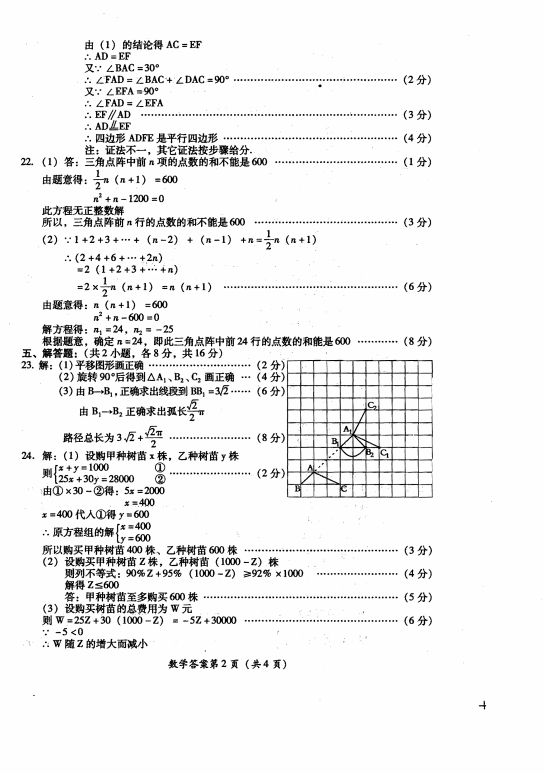 由（1）的结论得 AC = EF
∴ AD = EF
又∵ ∠BAC = 30°
∴ ∠FAD = ∠BAC + ∠DAC = 90° ……（2 分）
又∵ ∠EFA = 90°
∴ ∠FAD = ∠EFA
∴ EF∥AD ……（3 分）
∴ AD∥EF
∴ 四边形 ADFE 是平行四边形 ……（4 分）
注：证法不一，其它证法按步骤给分.
22.（1）答：三角点阵中前 n 项的点数的和不能是 600 ……（1 分）
由题意得：1/2 n（n+1）=600
n² + n - 1200 = 0
此方程无正整数解
所以，三角点阵前 n 行的点数的和不能是 600 ……（3 分）
（2）∵ 1+2+3+…+（n-2）+（n-1）+n = 1/2 n（n+1）
∴（2+4+6+…+2n）
=2（1+2+3+…+n）
=2× 1/2 n（n+1）=n（n+1） ……（6 分）
由题意得：n（n+1）=600
n² + n - 600 = 0
解方程得：n₁ = 24，n₂ = -25
根据题意，确定 n = 24，即此三角点阵中前 24 行的点数的和能是 600 ……（8 分）
五、解答题：（共 2 小题，各 8 分，共 16 分）
23. 解：(1) 平移图形画正确 ……（2 分）
(2) 旋转 90°后得到△A₁、B₂、C₂ 画正确 …（4 分）
(3) 由 B→B₁，正确求出线段到 BB₁ = 3√2 ……（6 分）
由 B₁→B₂ 正确求出弧长 √2/2 π
路径总长为 3√2 + √2π/2 ……（8 分）
C₂
A₁
B₁ B₂ C₁
A
B C
24. 解：（1）设购甲种树苗 x 株，乙种树苗 y 株
则{x + y = 1000 ①
25x + 30y = 28000 ② ……（2 分）
由① × 30 - ②得：5x = 2000
x = 400
x = 400 代人①得 y = 600
∴ 原方程组的解{x = 400
y = 600
所以购买甲种树苗 400 株、乙种树苗 600 株 ……（3 分）
（2）设购买甲种树苗 Z 株，乙种树苗（1000 - Z）株
则列不等式：90% Z + 95%（1000 - Z）≥92% × 1000 ……（4 分）
解得 Z≤600
答：甲种树苗至多购买 600 株 ……（5 分）
（3）设购买树苗的总费用为 W 元
则 W = 25Z + 30（1000 - Z）= -5Z + 30000 ……（6 分）
∵ -5 < 0
∴ W 随 Z 的增大而减小
数学答案第 2 页（共 4 页）